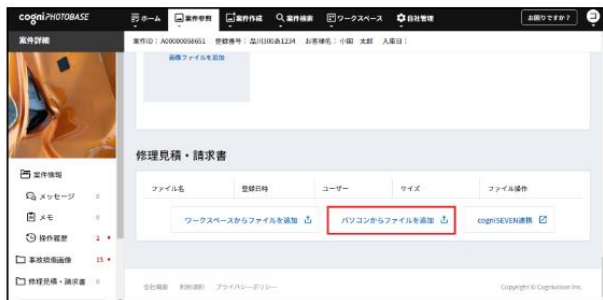 cogniPHOTOBASE
ホーム 案件参照 案件作成 案件検索 ワークスペース 自社管理 お困りですか?
案件詳細
案件ID： A00000058651 登録番号： 品川300あ1234 お客様名： 小国 太郎 入庫日：
画像ファイルを追加
修理見積・請求書
ファイル名 登録日時 ユーザー サイズ ファイル操作
ワークスペースからファイルを追加 パソコンからファイルを追加 cogniSEVEN連携
案件情報
メッセージ 0
メモ 0
操作履歴 2
事故損傷画像 15
修理見積・請求書 0
会社概要 利用規約 プライバシーポリシー Copyright © Cognivision Inc.